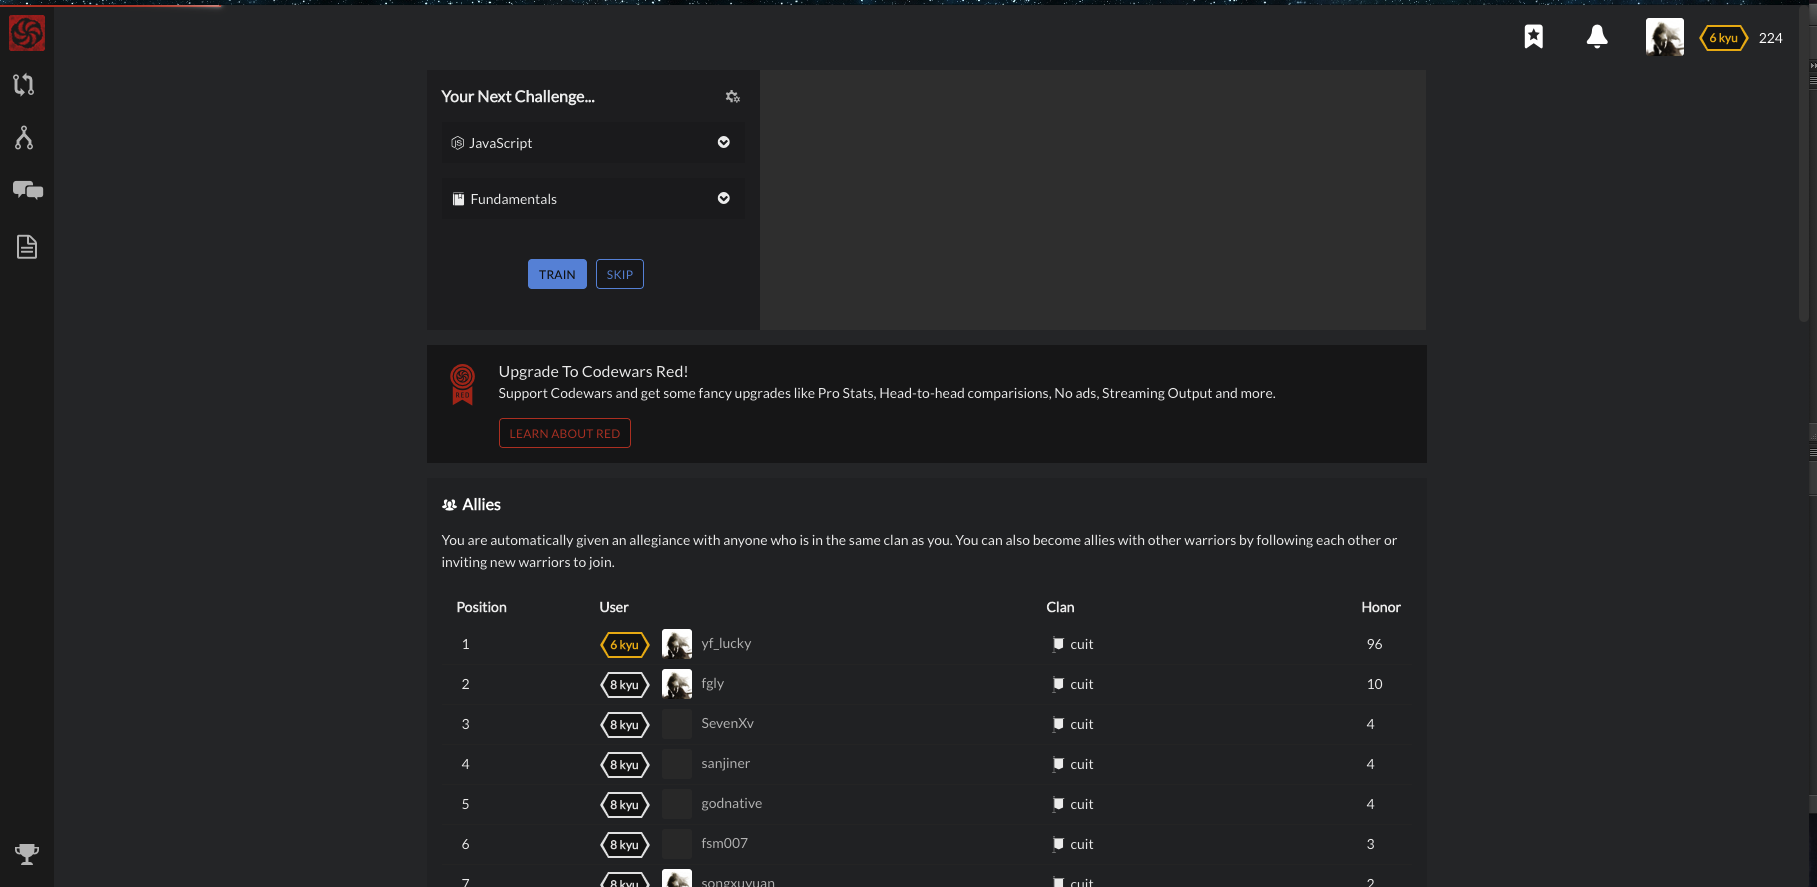 6 kyu 224
Your Next Challenge...
JavaScript
Fundamentals
TRAIN SKIP
Upgrade To Codewars Red!
Support Codewars and get some fancy upgrades like Pro Stats, Head-to-head comparisions, No ads, Streaming Output and more.
RED
LEARN ABOUT RED
Allies
You are automatically given an allegiance with anyone who is in the same clan as you. You can also become allies with other warriors by following each other or
inviting new warriors to join.
Position User Clan Honor
1 6 kyu yf_lucky cuit 96
2 8 kyu fgly cuit 10
3 8 kyu SevenXv cuit 4
4 8 kyu sanjiner cuit 4
5 8 kyu godnative cuit 4
6 8 kyu fsm007 cuit 3
7 8 kyu songxuyuan cuit 2